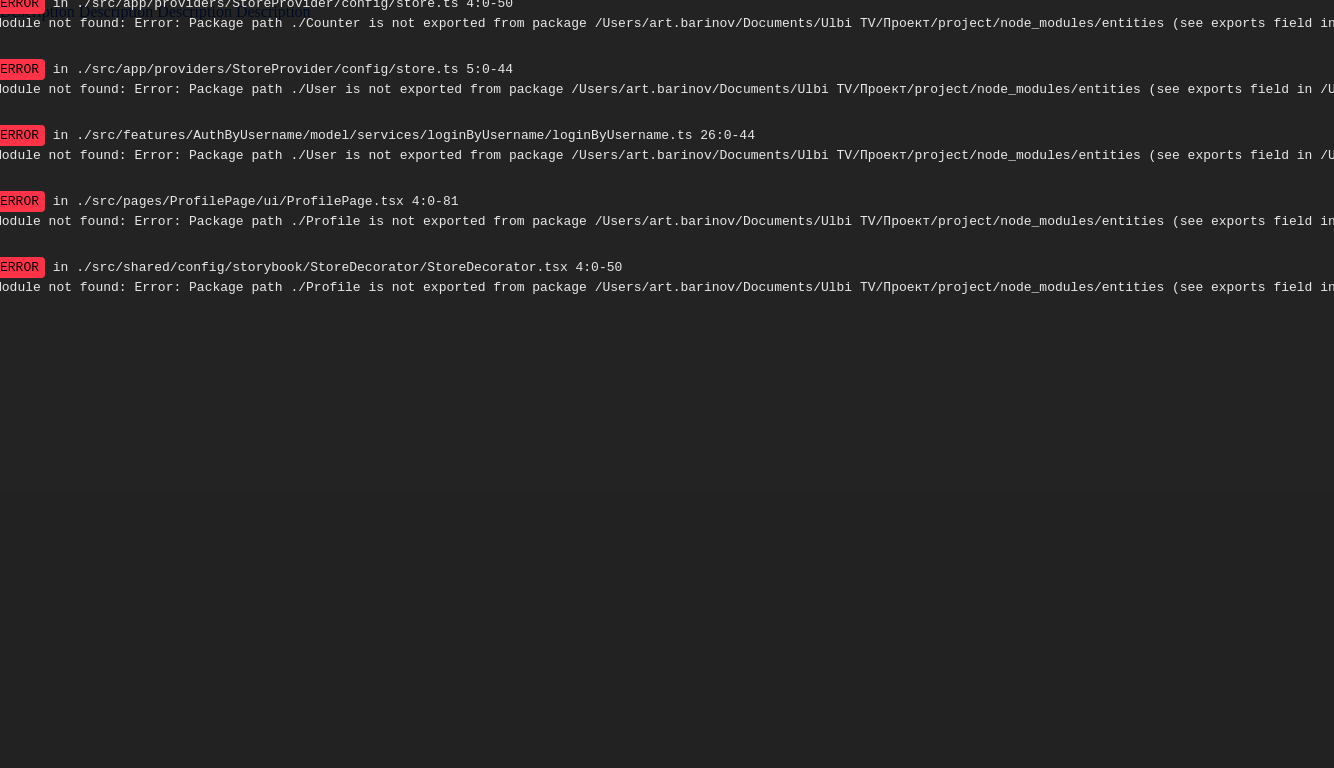 ERROR in ./src/app/providers/StoreProvider/config/store.ts 4:0-50
Description Description Description
Module not found: Error: Package path ./Counter is not exported from package /Users/art.barinov/Documents/Ulbi TV/Проект/project/node_modules/entities (see exports field in
ERROR in ./src/app/providers/StoreProvider/config/store.ts 5:0-44
Module not found: Error: Package path ./User is not exported from package /Users/art.barinov/Documents/Ulbi TV/Проект/project/node_modules/entities (see exports field in /U
ERROR in ./src/features/AuthByUsername/model/services/loginByUsername/loginByUsername.ts 26:0-44
Module not found: Error: Package path ./User is not exported from package /Users/art.barinov/Documents/Ulbi TV/Проект/project/node_modules/entities (see exports field in /U
ERROR in ./src/pages/ProfilePage/ui/ProfilePage.tsx 4:0-81
Module not found: Error: Package path ./Profile is not exported from package /Users/art.barinov/Documents/Ulbi TV/Проект/project/node_modules/entities (see exports field in
ERROR in ./src/shared/config/storybook/StoreDecorator/StoreDecorator.tsx 4:0-50
Module not found: Error: Package path ./Profile is not exported from package /Users/art.barinov/Documents/Ulbi TV/Проект/project/node_modules/entities (see exports field in